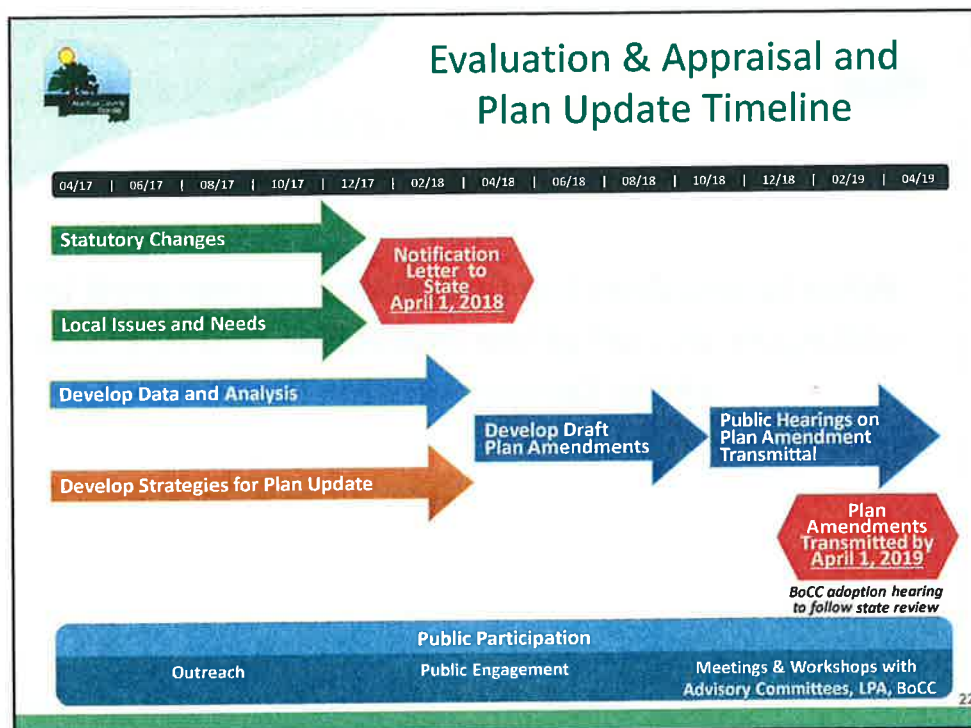 Evaluation & Appraisal and
Plan Update Timeline
Alachua County
Florida
04/17 | 06/17 | 08/17 | 10/17 | 12/17 | 02/18 | 04/18 | 06/18 | 08/18 | 10/18 | 12/18 | 02/19 | 04/19
Statutory Changes
Notification
Letter to
State
April 1, 2018
Local Issues and Needs
Develop Data and Analysis
Develop Draft
Plan Amendments
Public Hearings on
Plan Amendment
Transmittal
Develop Strategies for Plan Update
Plan
Amendments
Transmitted by
April 1, 2019
BoCC adoption hearing
to follow state review
Public Participation
Outreach
Public Engagement
Meetings & Workshops with
Advisory Committees, LPA, BoCC
22